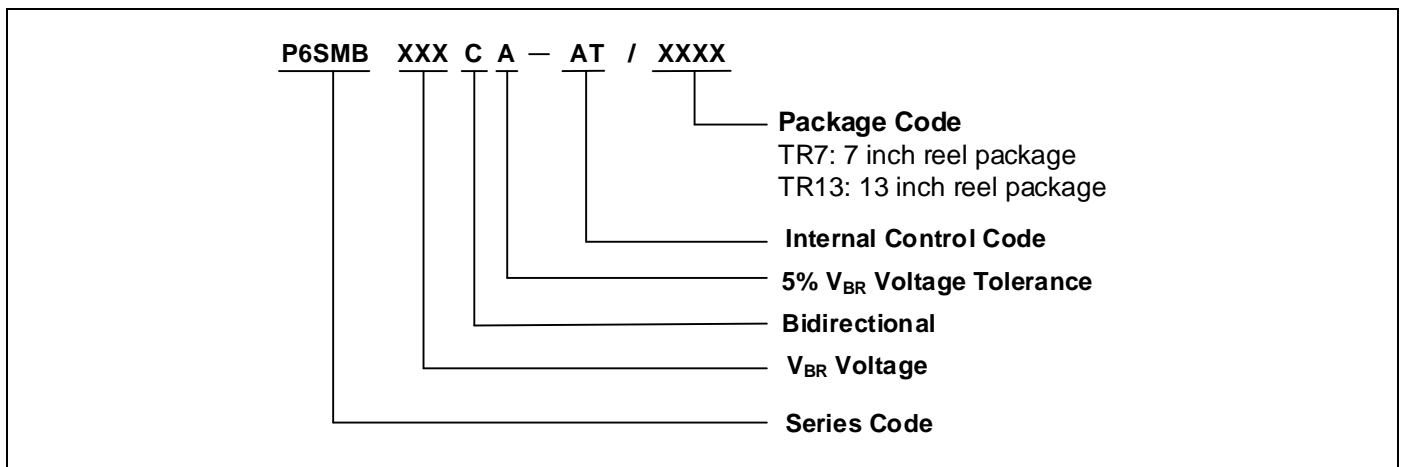 P6SMB XXX C A — AT / XXXX
Package Code
TR7: 7 inch reel package
TR13: 13 inch reel package
Internal Control Code
5% VBR Voltage Tolerance
Bidirectional
VBR Voltage
Series Code